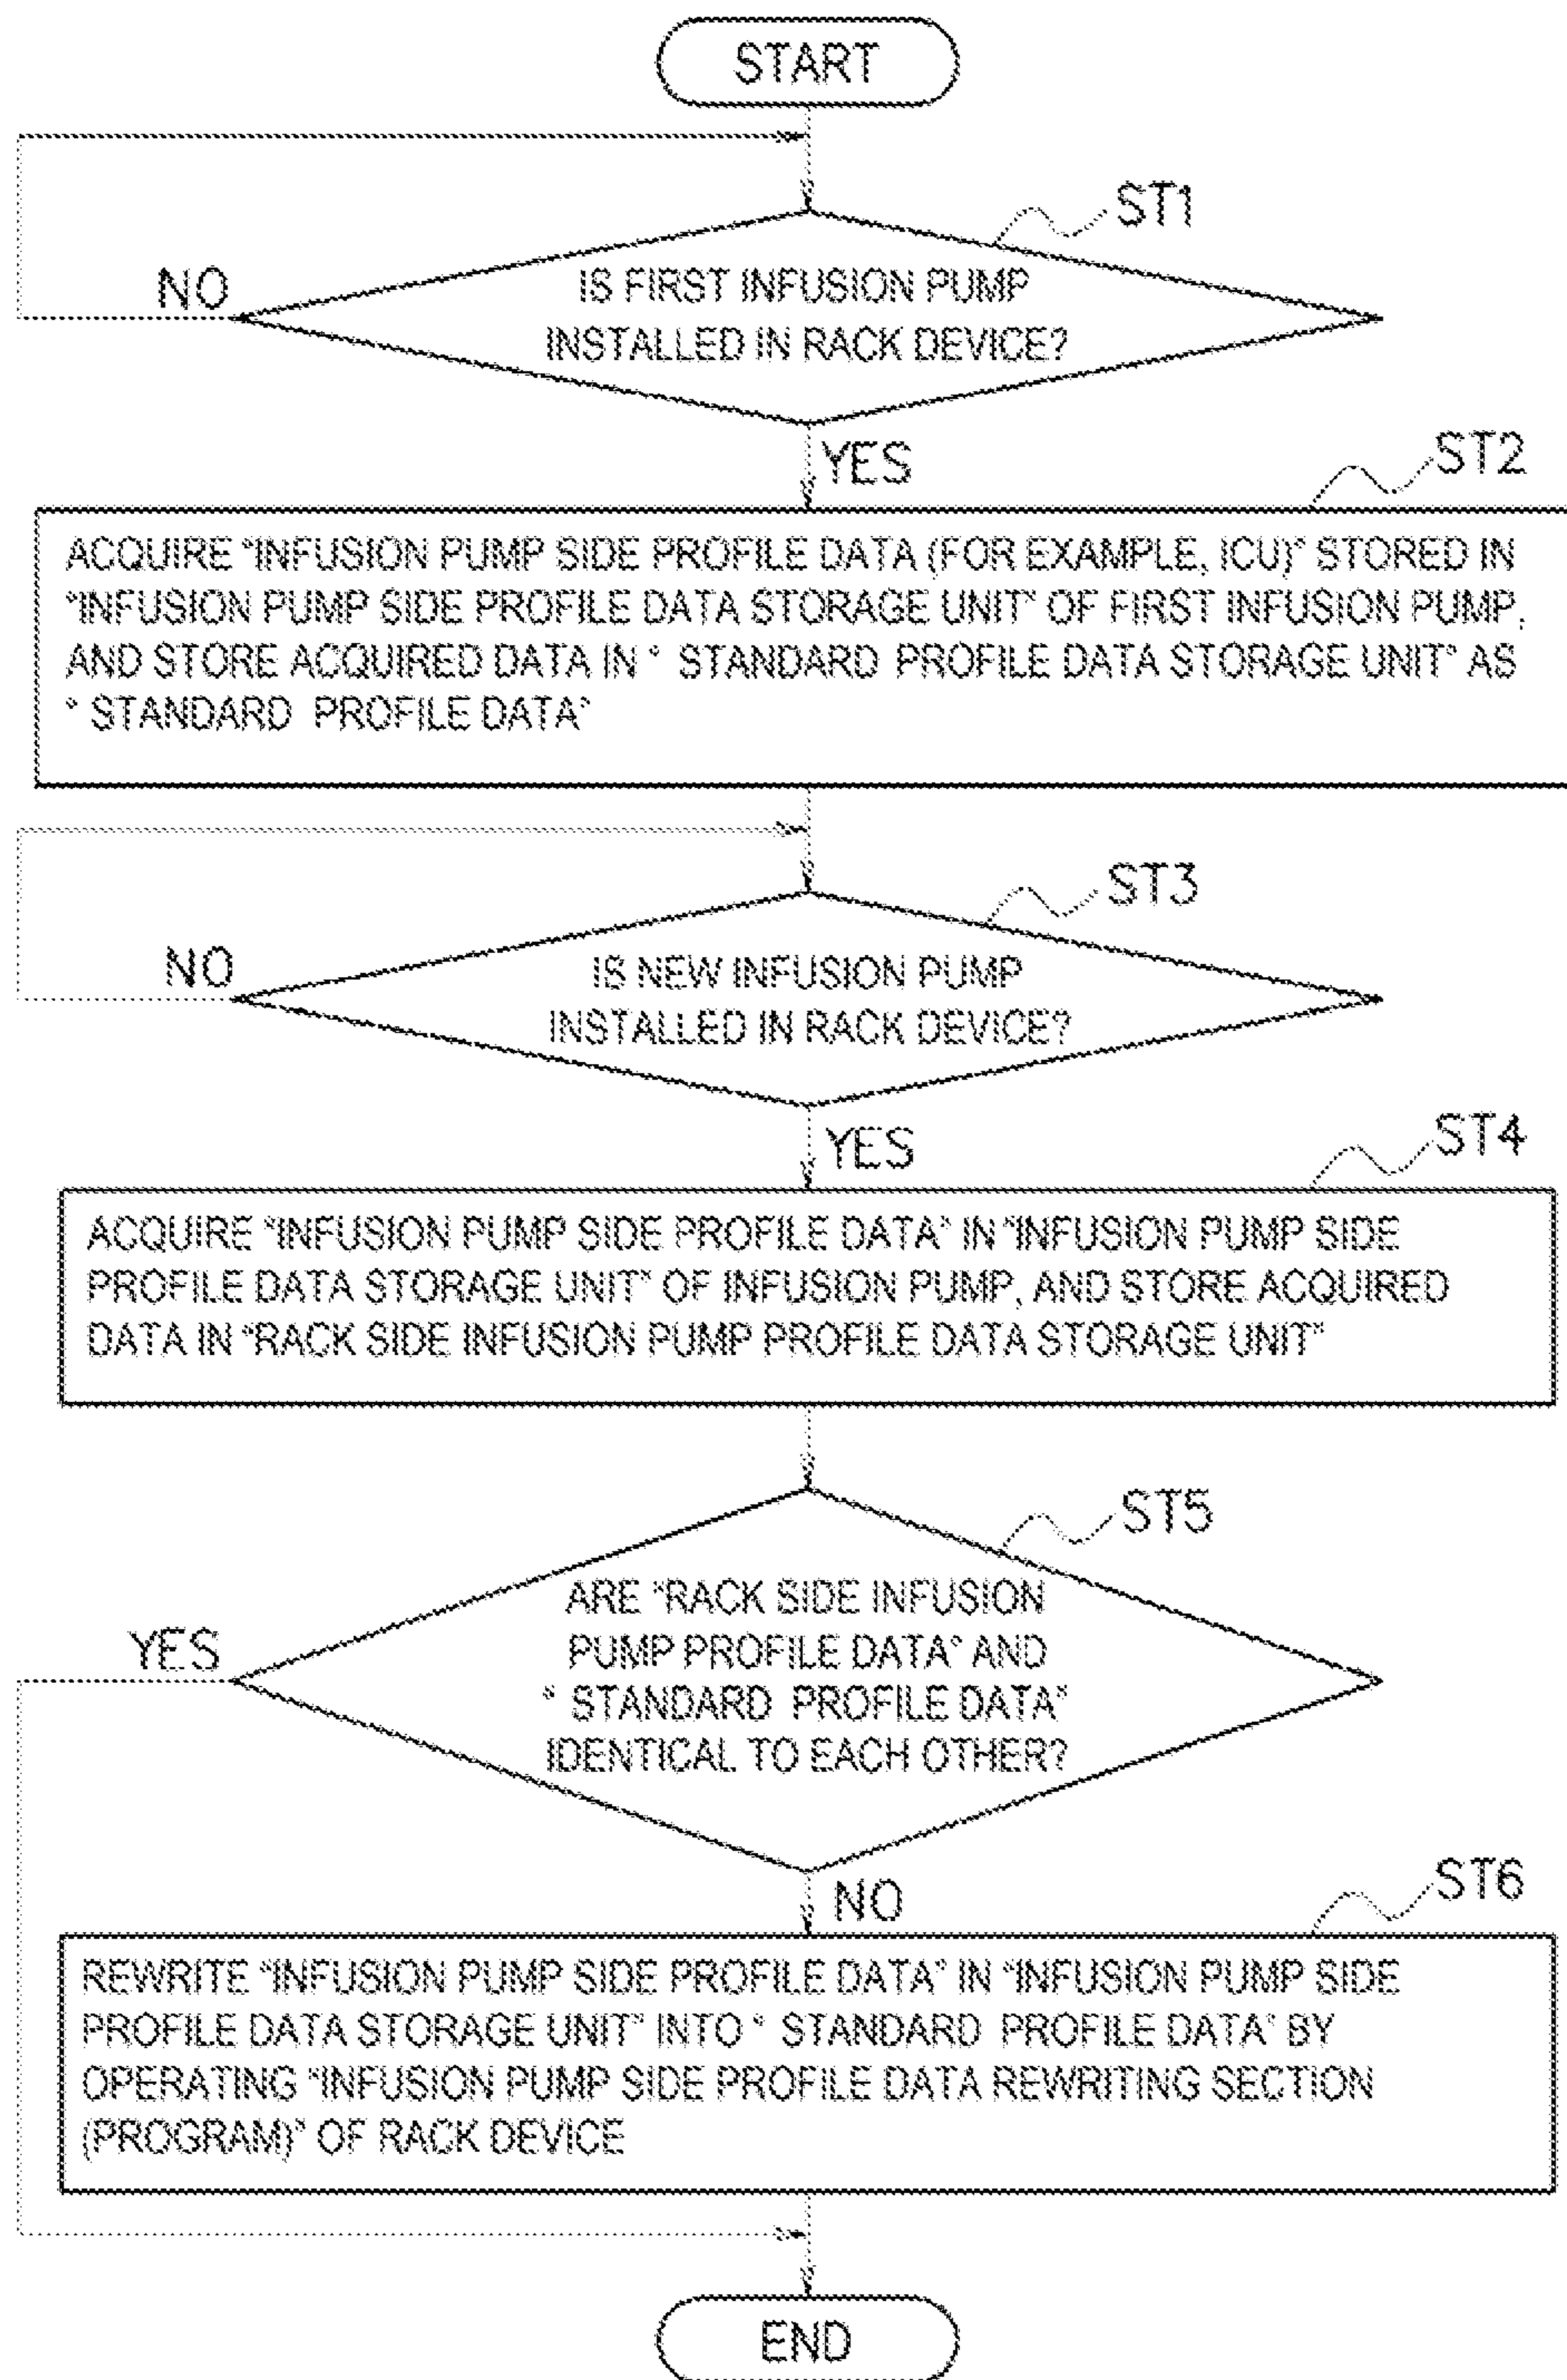 START
ST1
NO
IS FIRST INFUSION PUMP
INSTALLED IN RACK DEVICE?
YES
ST2
ACQUIRE "INFUSION PUMP SIDE PROFILE DATA (FOR EXAMPLE, ICU)" STORED IN
"INFUSION PUMP SIDE PROFILE DATA STORAGE UNIT" OF FIRST INFUSION PUMP,
AND STORE ACQUIRED DATA IN " STANDARD PROFILE DATA STORAGE UNIT" AS
" STANDARD PROFILE DATA"
ST3
NO
IS NEW INFUSION PUMP
INSTALLED IN RACK DEVICE?
YES
ST4
ACQUIRE "INFUSION PUMP SIDE PROFILE DATA" IN "INFUSION PUMP SIDE
PROFILE DATA STORAGE UNIT" OF INFUSION PUMP, AND STORE ACQUIRED
DATA IN "RACK SIDE INFUSION PUMP PROFILE DATA STORAGE UNIT"
ST5
YES
ARE "RACK SIDE INFUSION
PUMP PROFILE DATA" AND
" STANDARD PROFILE DATA"
IDENTICAL TO EACH OTHER?
NO
ST6
REWRITE "INFUSION PUMP SIDE PROFILE DATA" IN "INFUSION PUMP SIDE
PROFILE DATA STORAGE UNIT" INTO " STANDARD PROFILE DATA" BY
OPERATING "INFUSION PUMP SIDE PROFILE DATA REWRITING SECTION
(PROGRAM)" OF RACK DEVICE
END